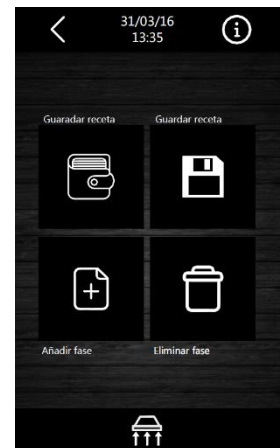 31/03/16
13:35
Guaradar receta
Guardar receta
Añadir fase
Eliminar fase